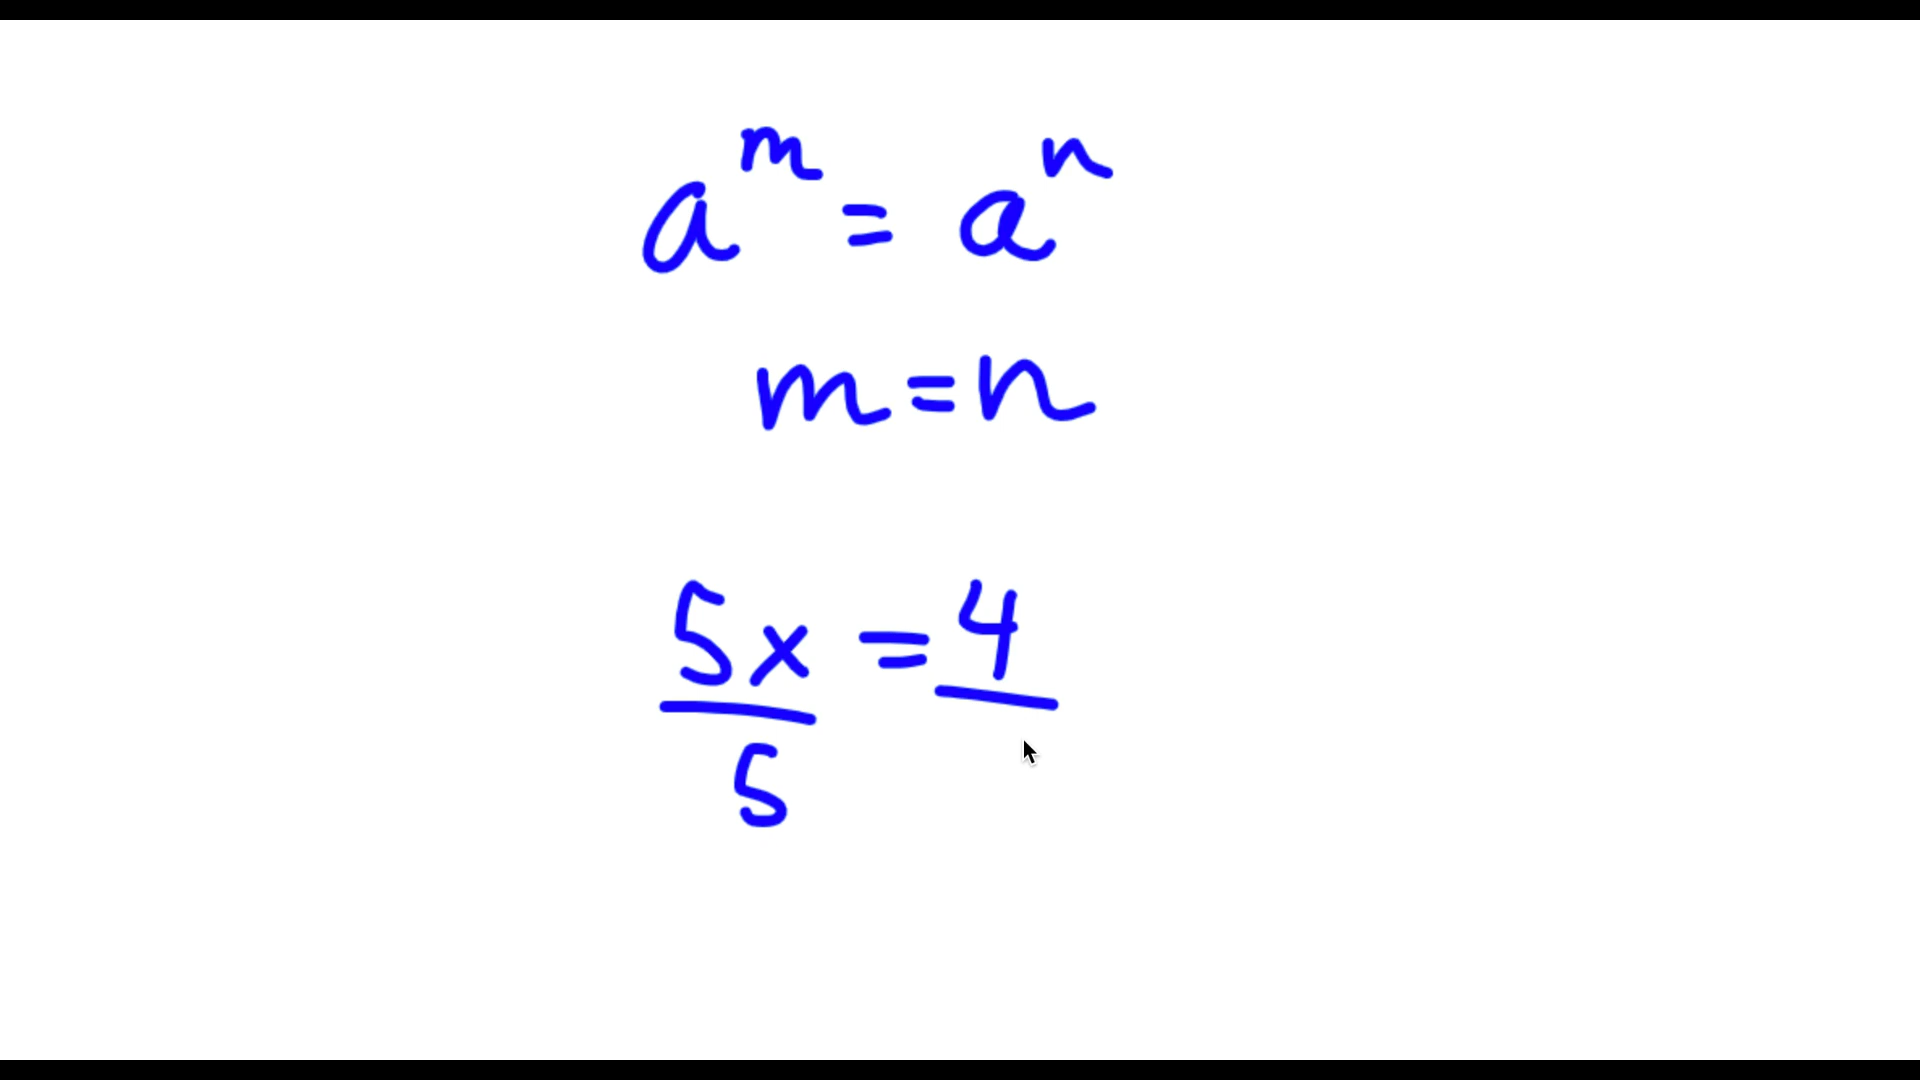 a^m = a^n
m = n
5x = 4
5